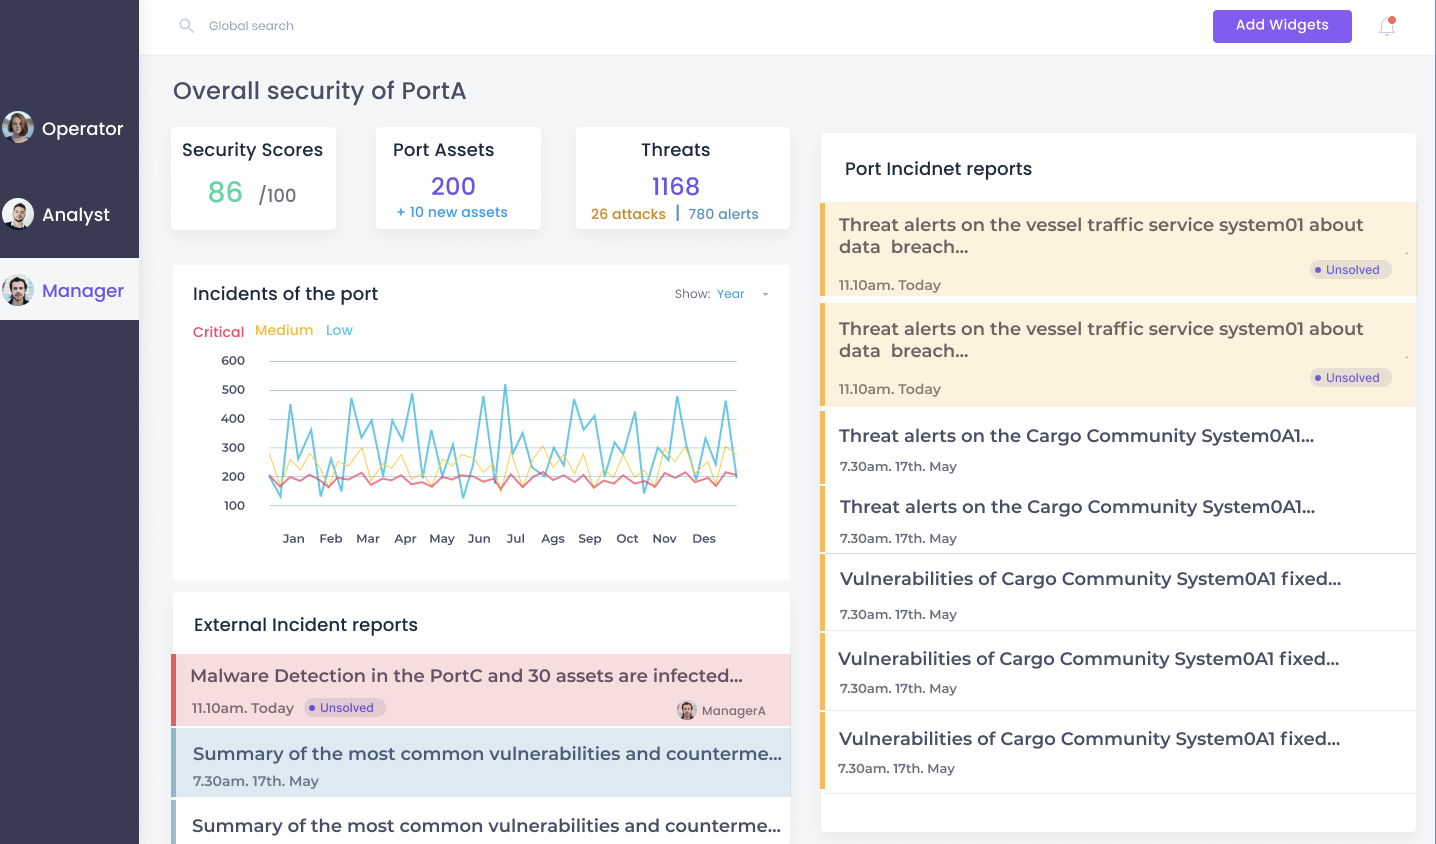 Global search
Add Widgets
Operator
Analyst
Manager
Overall security of PortA
Security Scores
86 /100
Port Assets
200
+ 10 new assets
Threats
1168
26 attacks | 780 alerts
Incidents of the port
Show: Year
Critical Medium Low
600
500
400
300
200
100
Jan Feb Mar Apr May Jun Jul Ags Sep Oct Nov Des
External Incident reports
Malware Detection in the PortC and 30 assets are infected...
11.10am. Today Unsolved ManagerA
Summary of the most common vulnerabilities and counterme...
7.30am. 17th. May
Summary of the most common vulnerabilities and counterme...
Port Incidnet reports
Threat alerts on the vessel traffic service system01 about
data breach...
Unsolved
11.10am. Today
Threat alerts on the vessel traffic service system01 about
data breach...
Unsolved
11.10am. Today
Threat alerts on the Cargo Community System0A1...
7.30am. 17th. May
Threat alerts on the Cargo Community System0A1...
7.30am. 17th. May
Vulnerabilities of Cargo Community System0A1 fixed...
7.30am. 17th. May
Vulnerabilities of Cargo Community System0A1 fixed...
7.30am. 17th. May
Vulnerabilities of Cargo Community System0A1 fixed...
7.30am. 17th. May